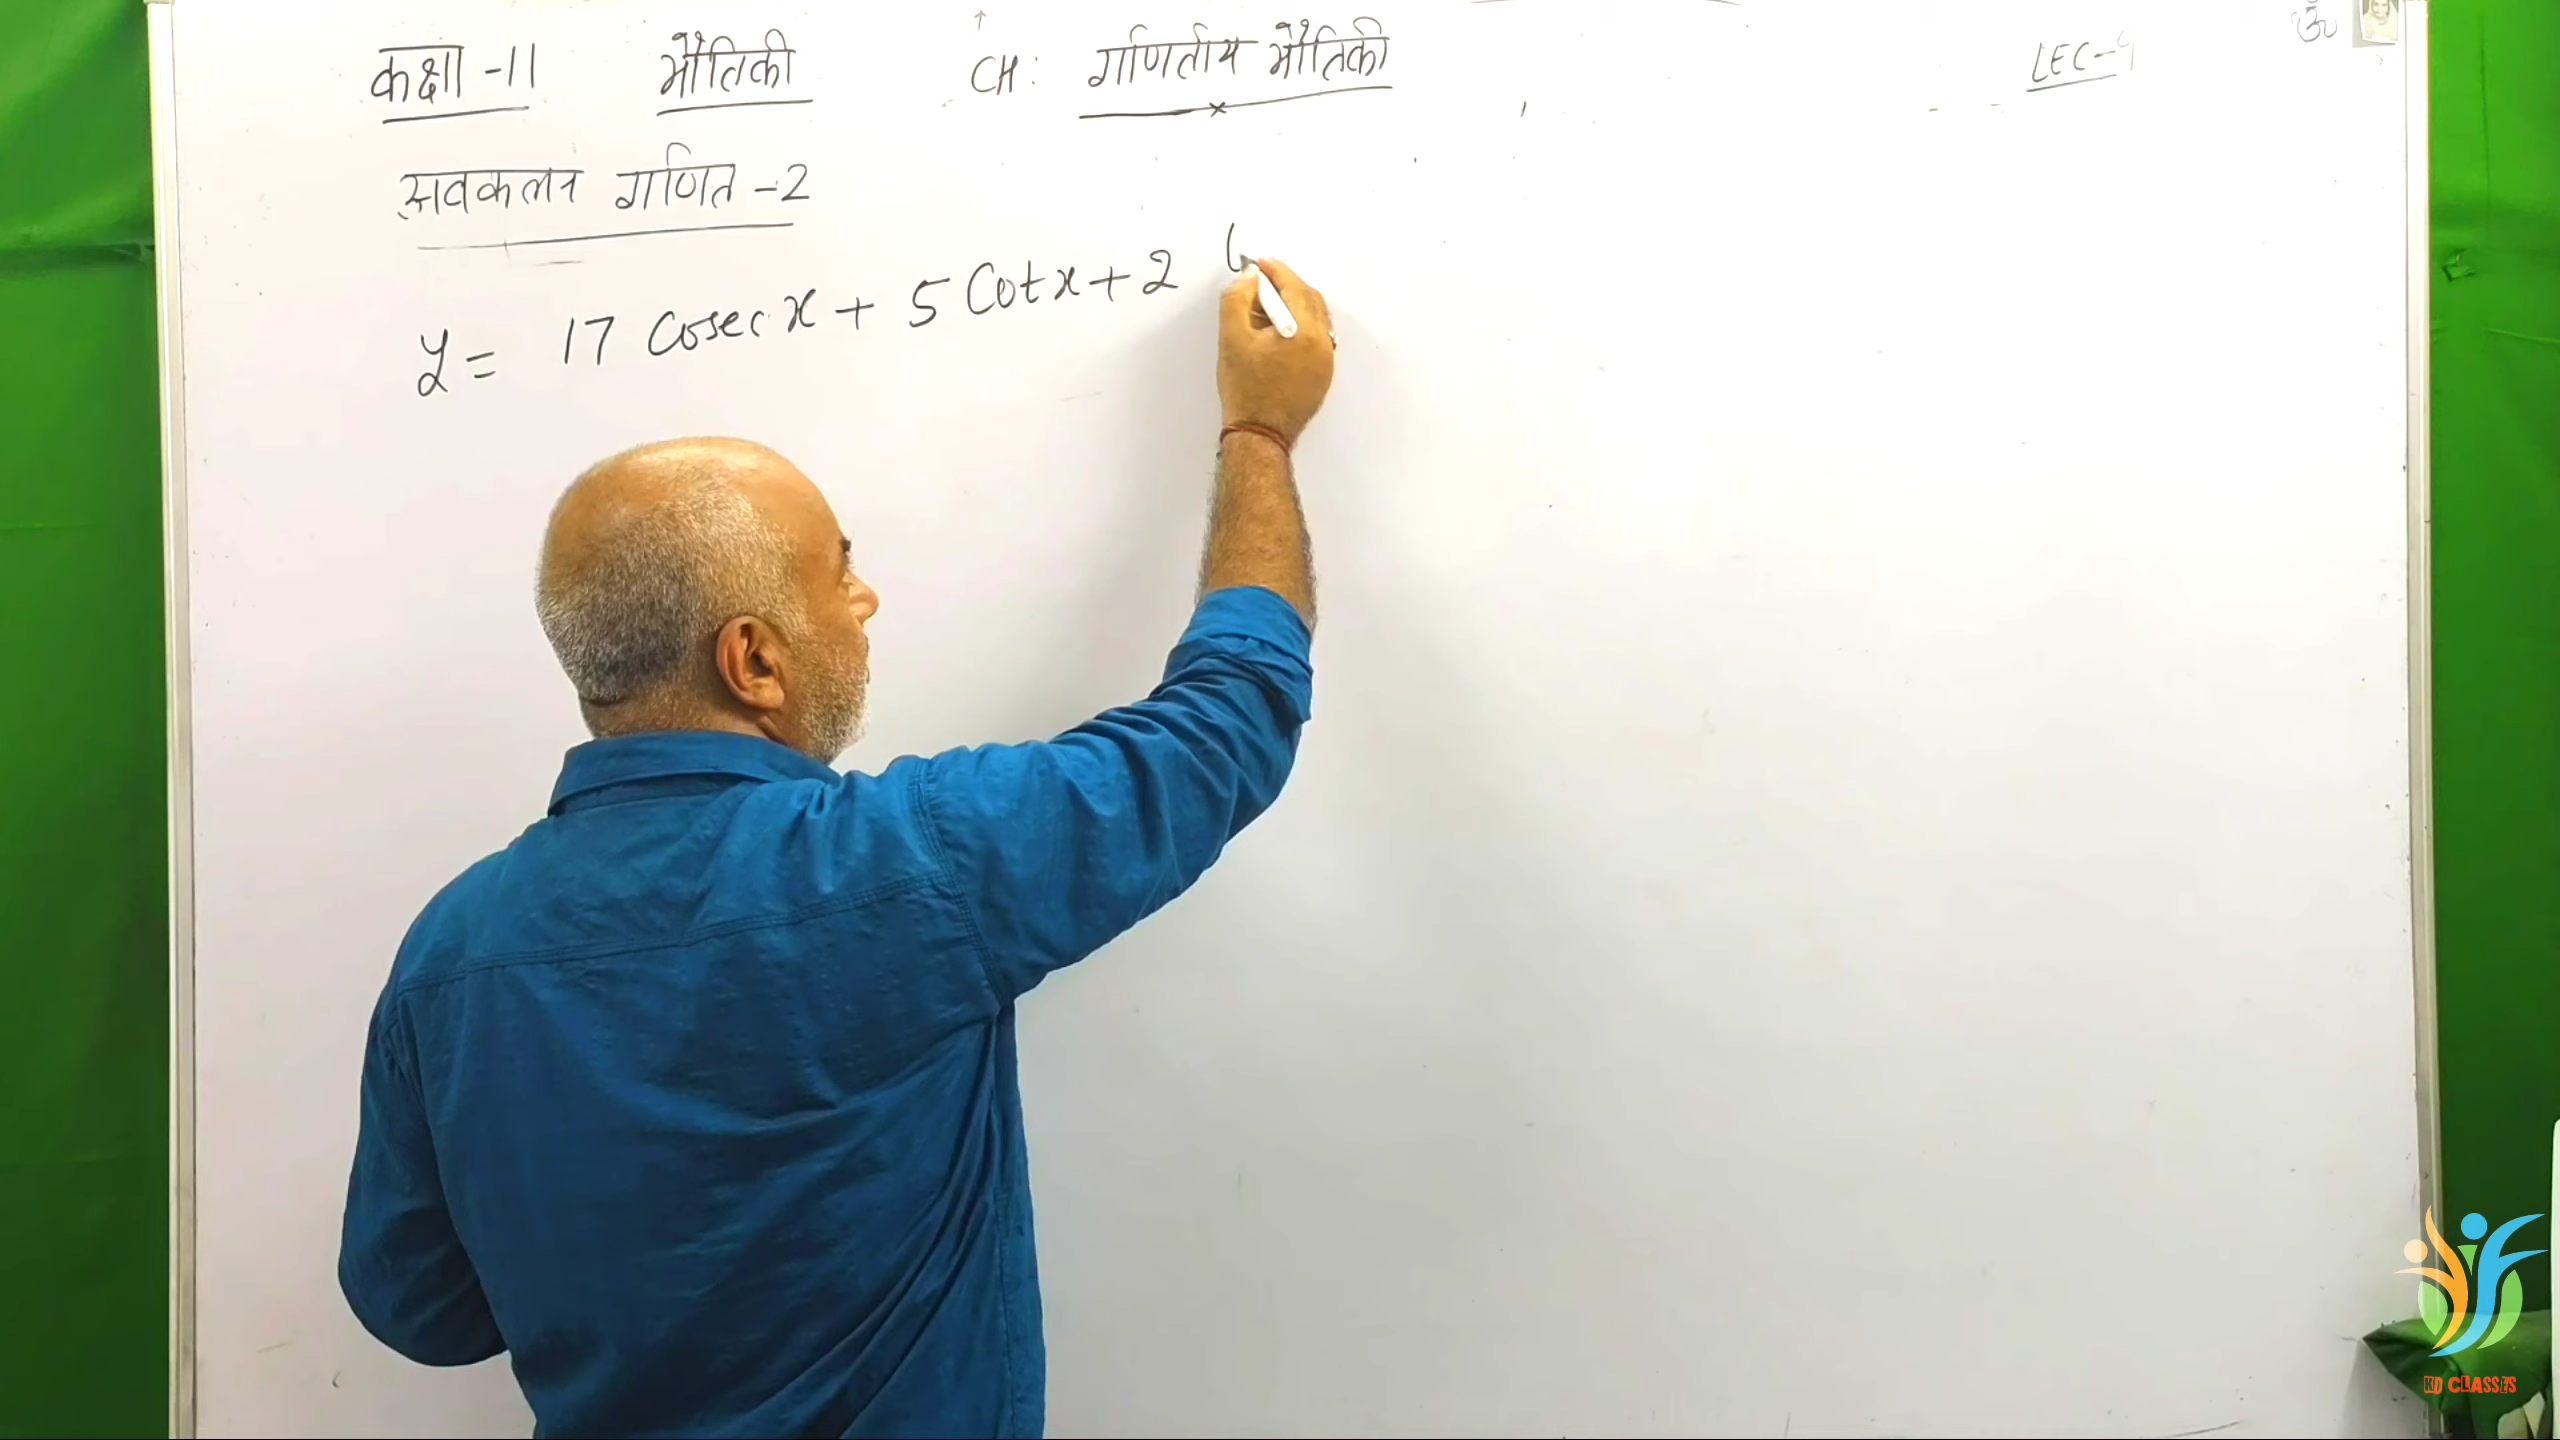 कक्षा -11 भौतिकी CH: गणितीय भौतिकी LEC-9
ॐ
अवकलन गणित -2
y = 17 Cosec x + 5 Cot x + 2
KD CLASSES